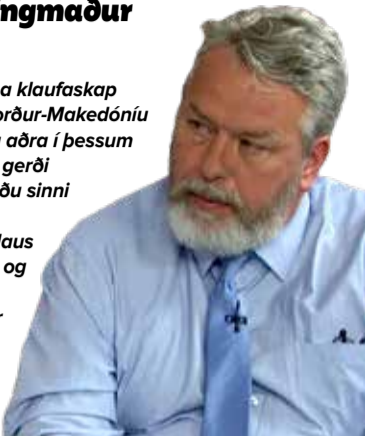 ngmaður
a klaufaskap
orður-Makedóníu
aðra í þessum
gerði
ðu sinni
laus
og